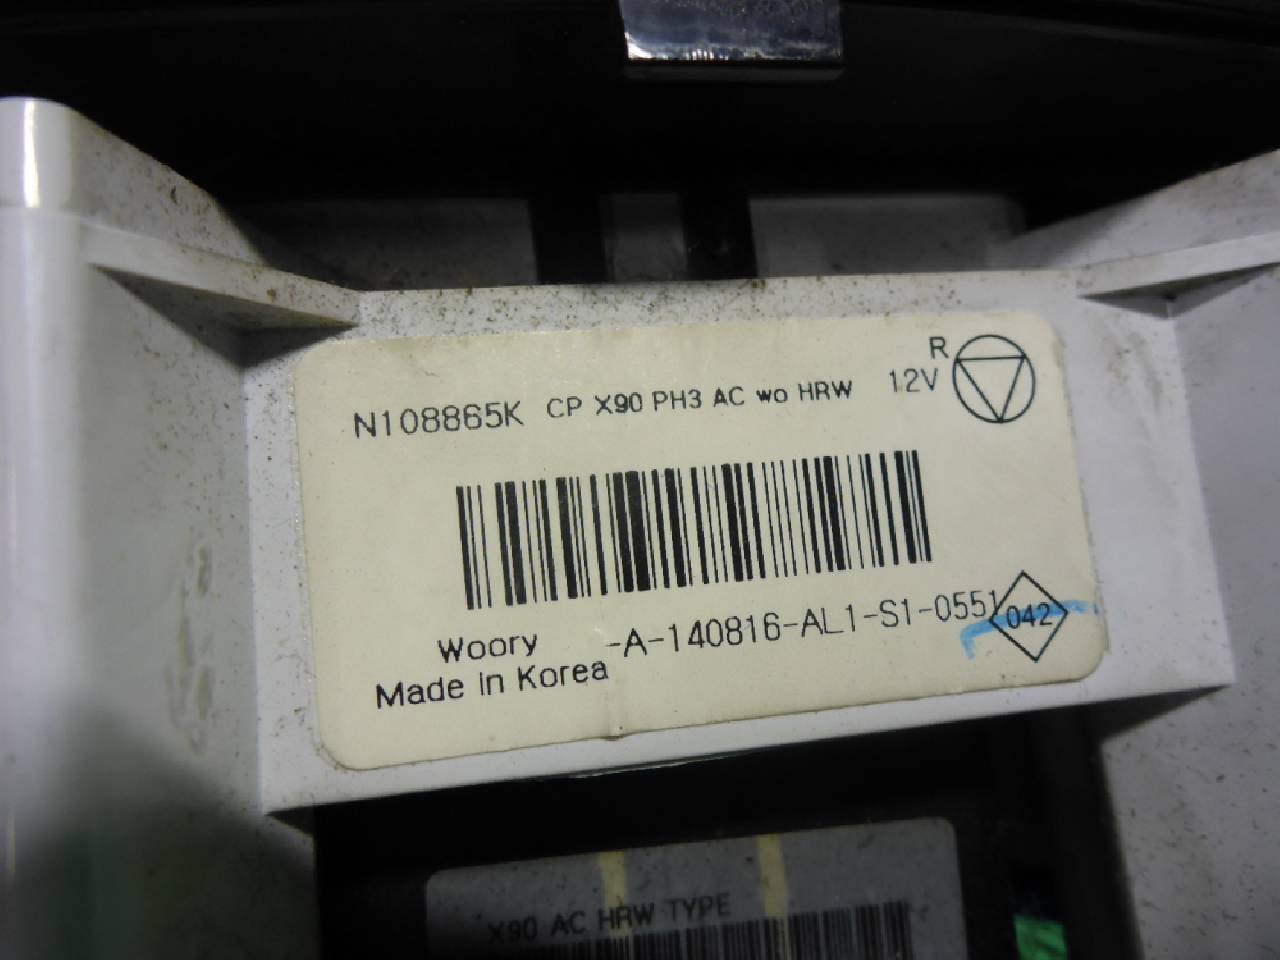 N108865K CP X90 PH3 AC wo HRW R 12V
Woory -A-140816-AL1-S1-0551 042
Made in Korea
X90 AC HRW TYPE